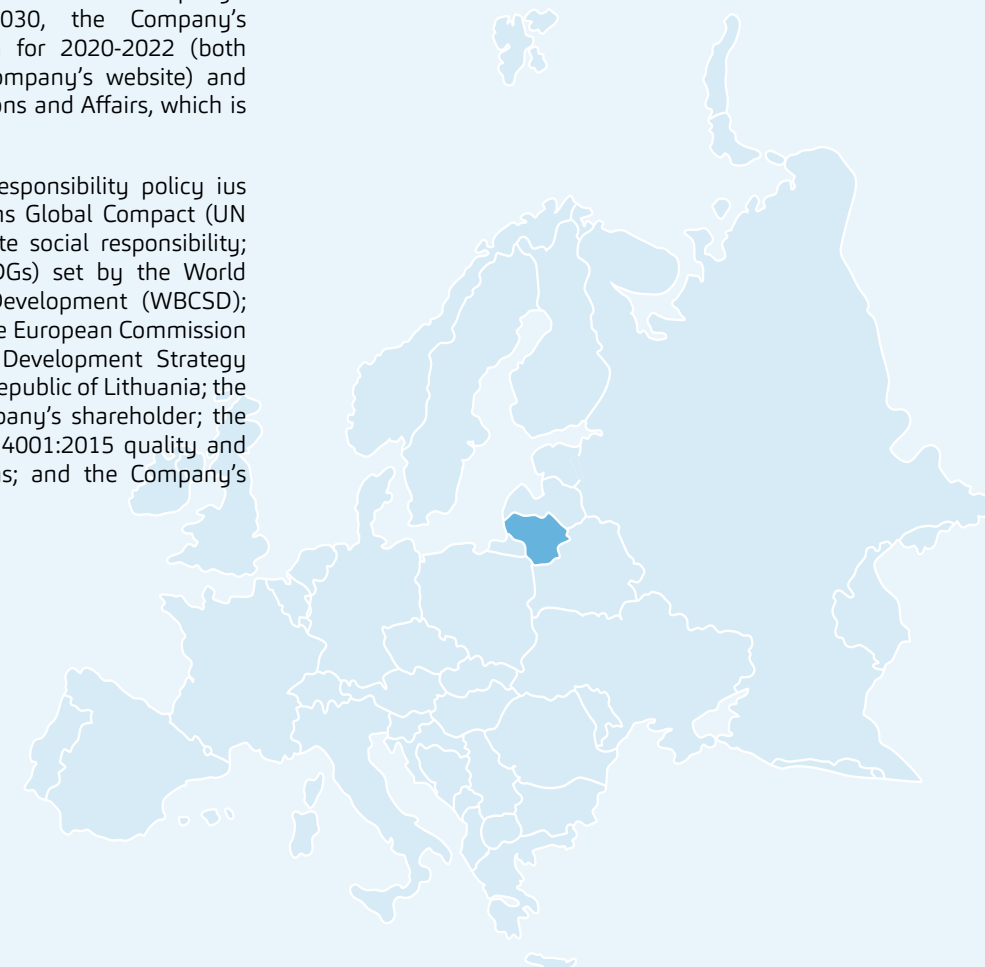 030, the Company's
for 2020-2022 (both
ompany's website) and
ons and Affairs, which is
esponsibility policy ius
ns Global Compact (UN
te social responsibility;
DGs) set by the World
Development (WBCSD);
e European Commission
Development Strategy
epublic of Lithuania; the
pany's shareholder; the
4001:2015 quality and
ns; and the Company's